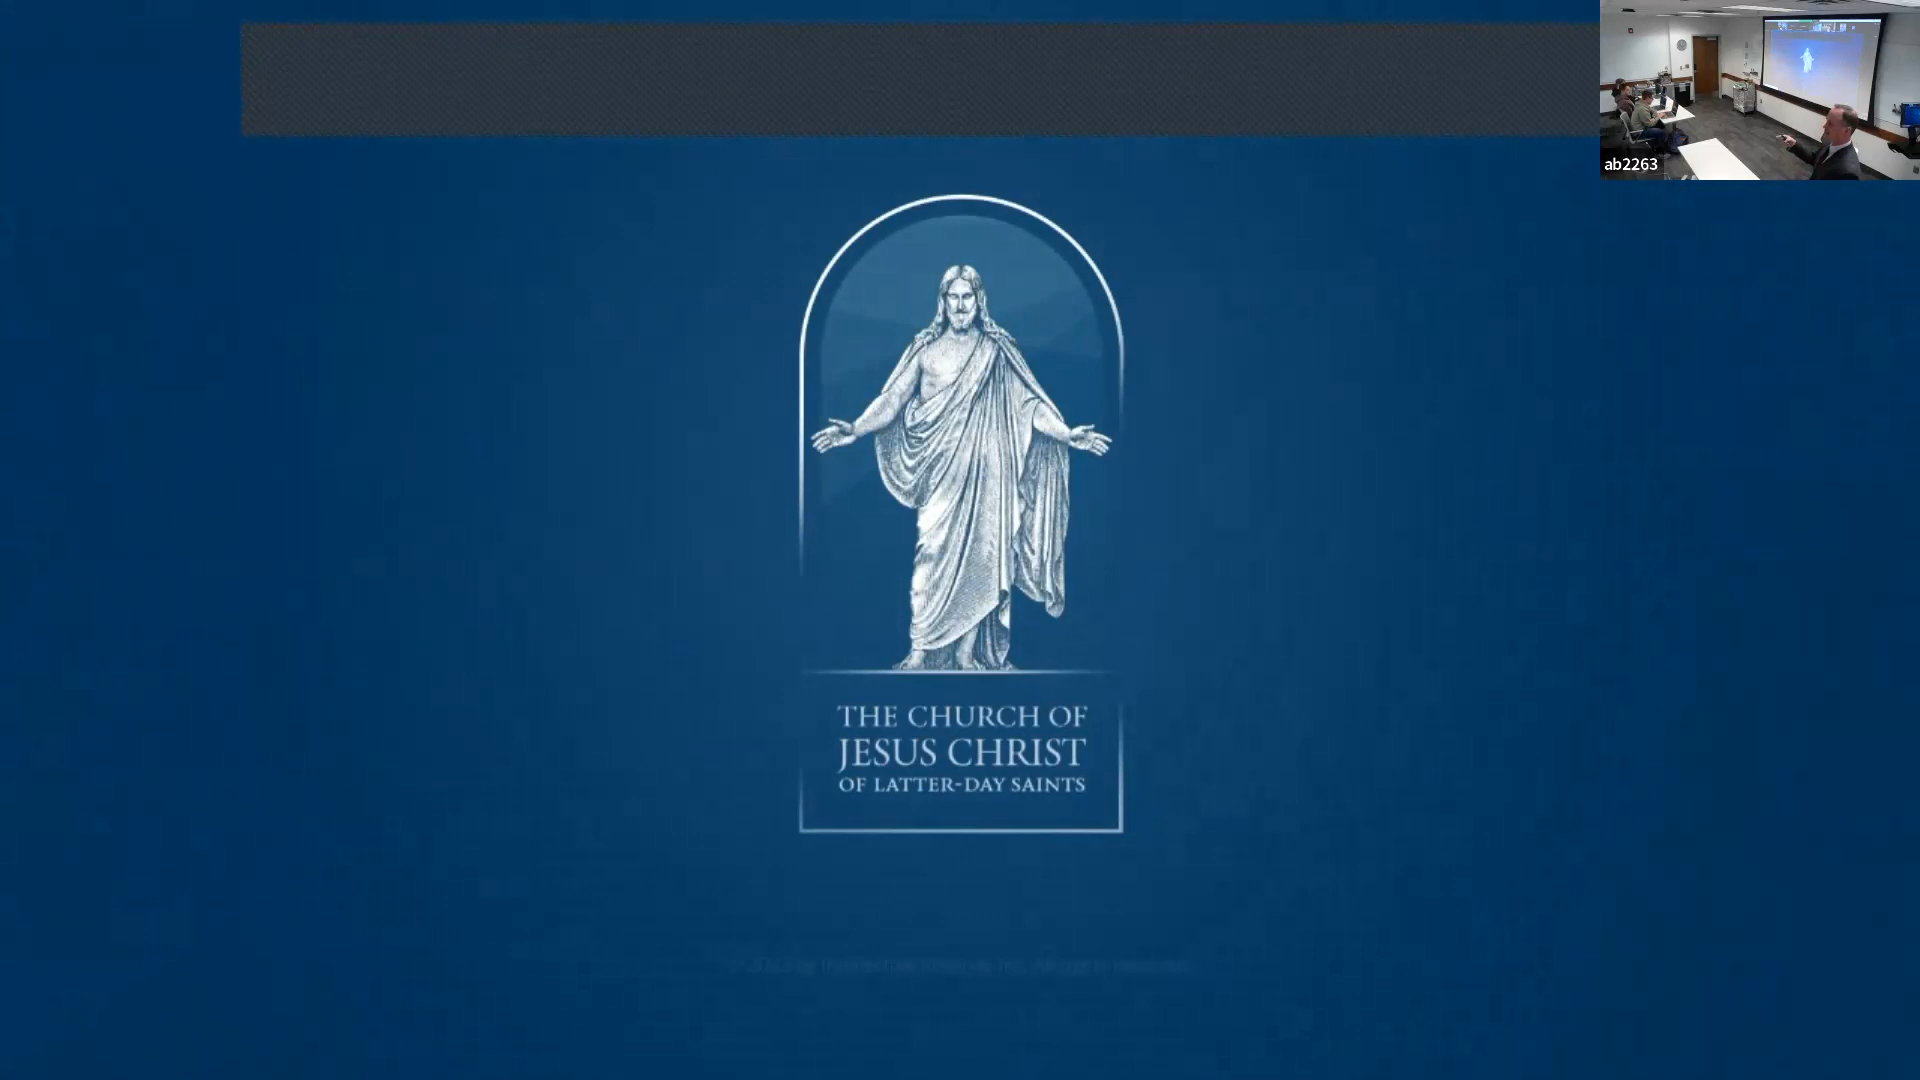 ab2263
THE CHURCH OF
JESUS CHRIST
OF LATTER-DAY SAINTS